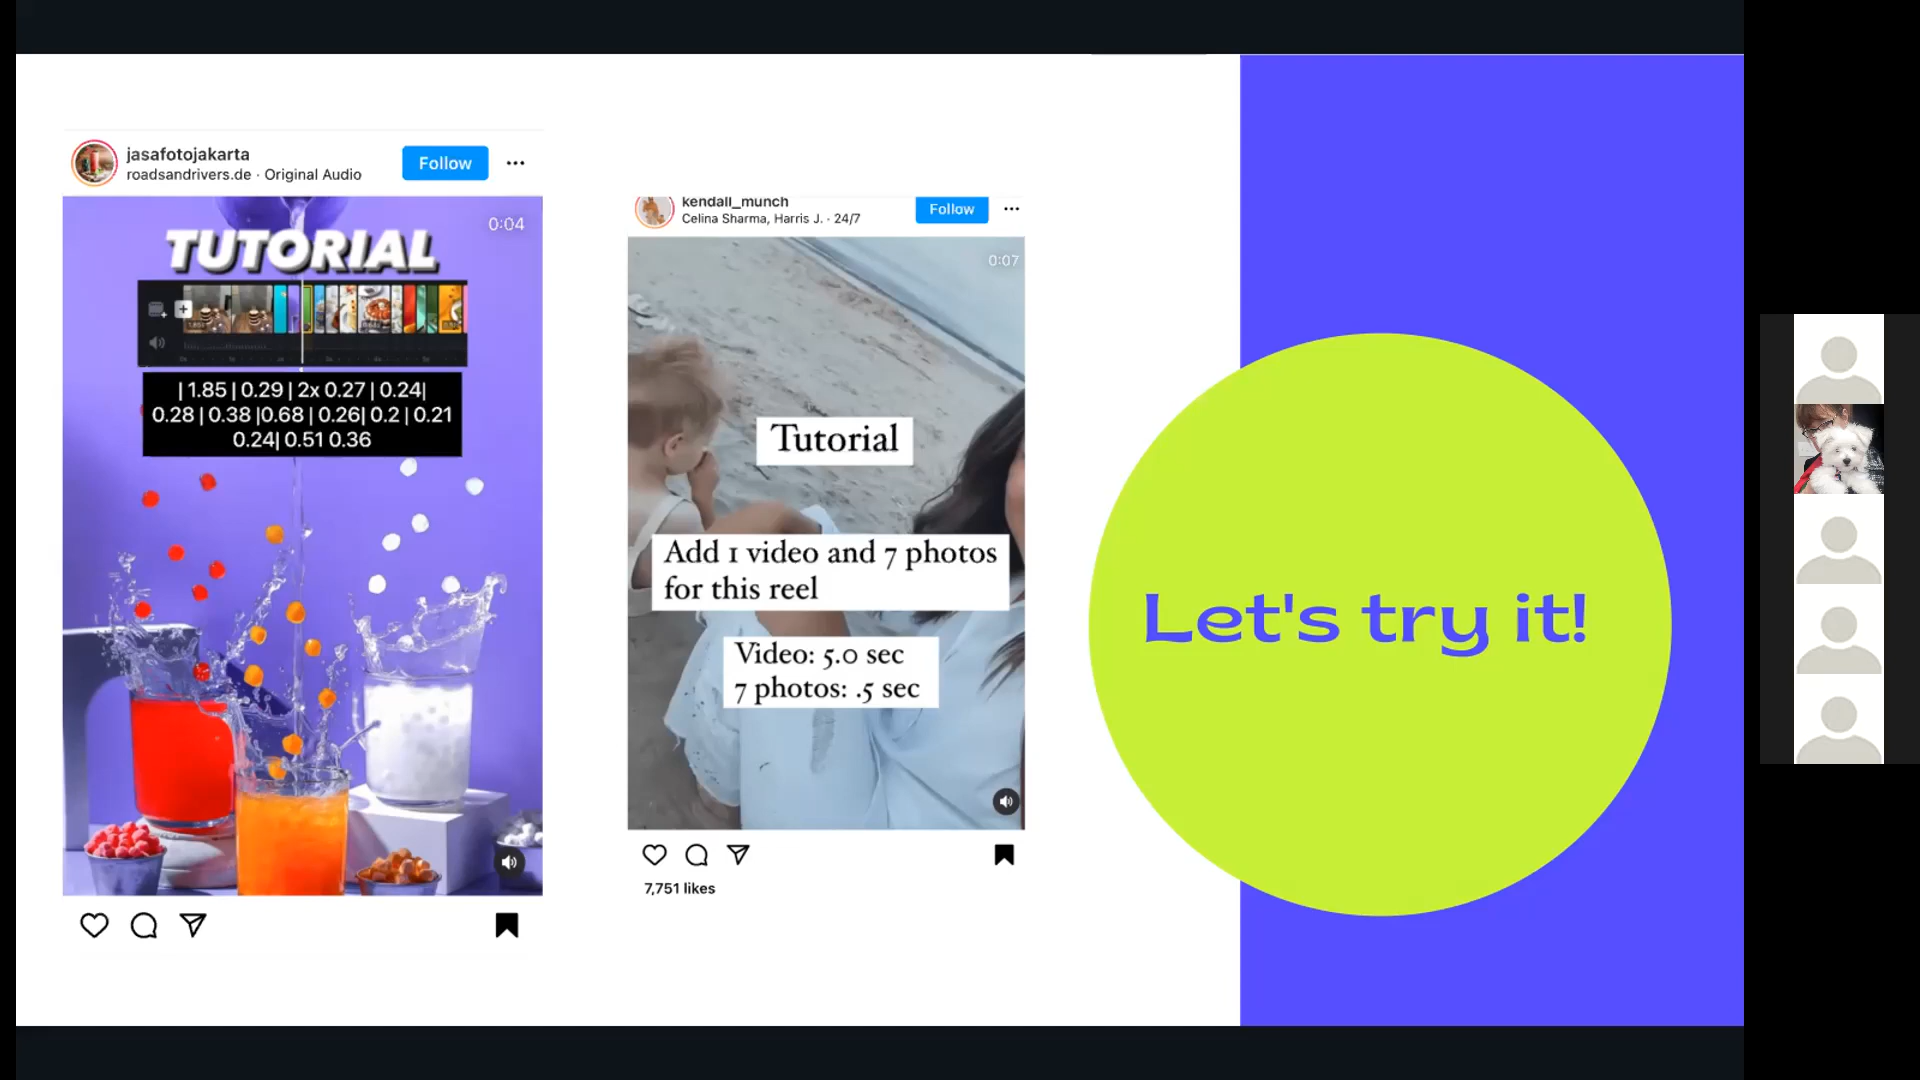 jasafotojakarta
roadsandrivers.de · Original Audio
Follow
0:04
TUTORIAL
| 1.85 | 0.29 | 2x 0.27 | 0.24|
0.28 | 0.38 |0.68 | 0.26| 0.2 | 0.21
0.24| 0.51 0.36
kendall_munch
Celina Sharma, Harris J. · 24/7
Follow
0:07
Tutorial
Add 1 video and 7 photos
for this reel
Video: 5.0 sec
7 photos: .5 sec
7,751 likes
Let's try it!